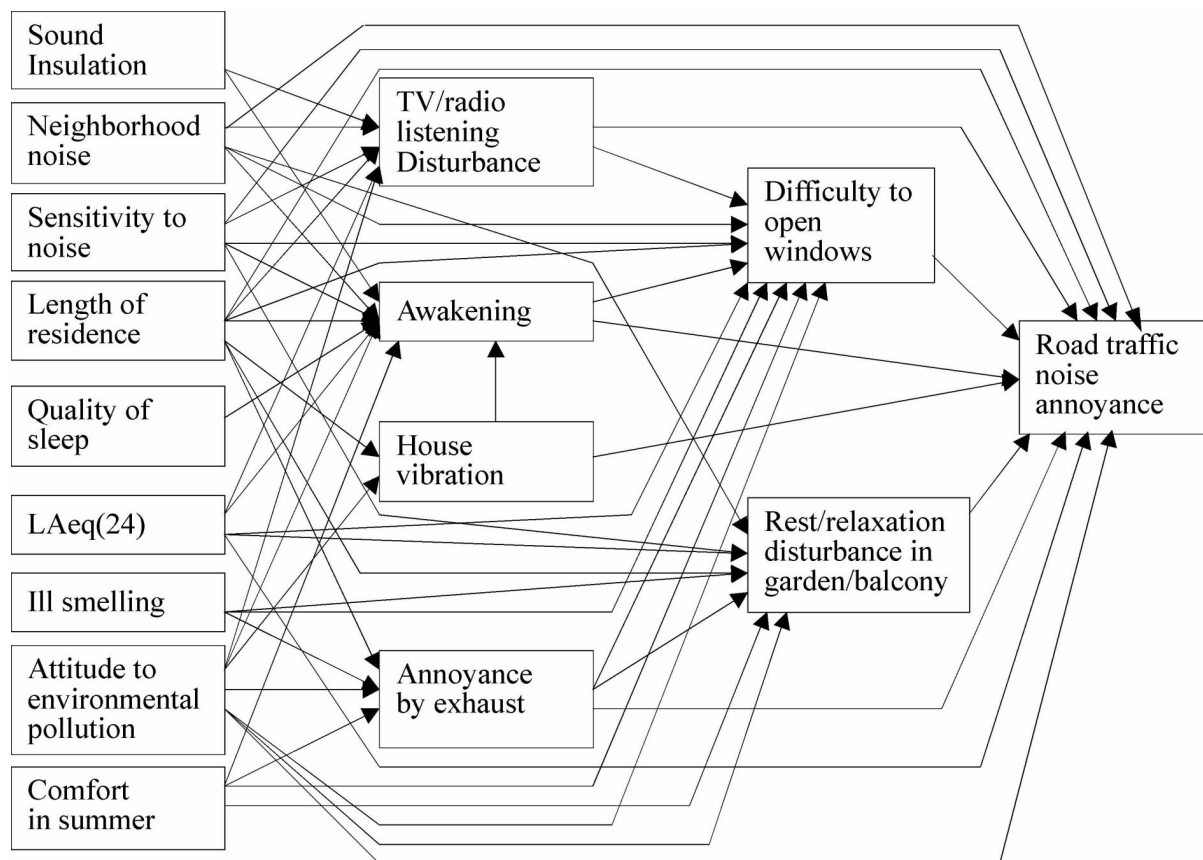 Sound
Insulation
Neighborhood
noise
Sensitivity to
noise
Length of
residence
Quality of
sleep
LAeq(24)
Ill smelling
Attitude to
environmental
pollution
Comfort
in summer
TV/radio
listening
Disturbance
Awakening
House
vibration
Annoyance
by exhaust
Difficulty to
open
windows
Rest/relaxation
disturbance in
garden/balcony
Road traffic
noise
annoyance